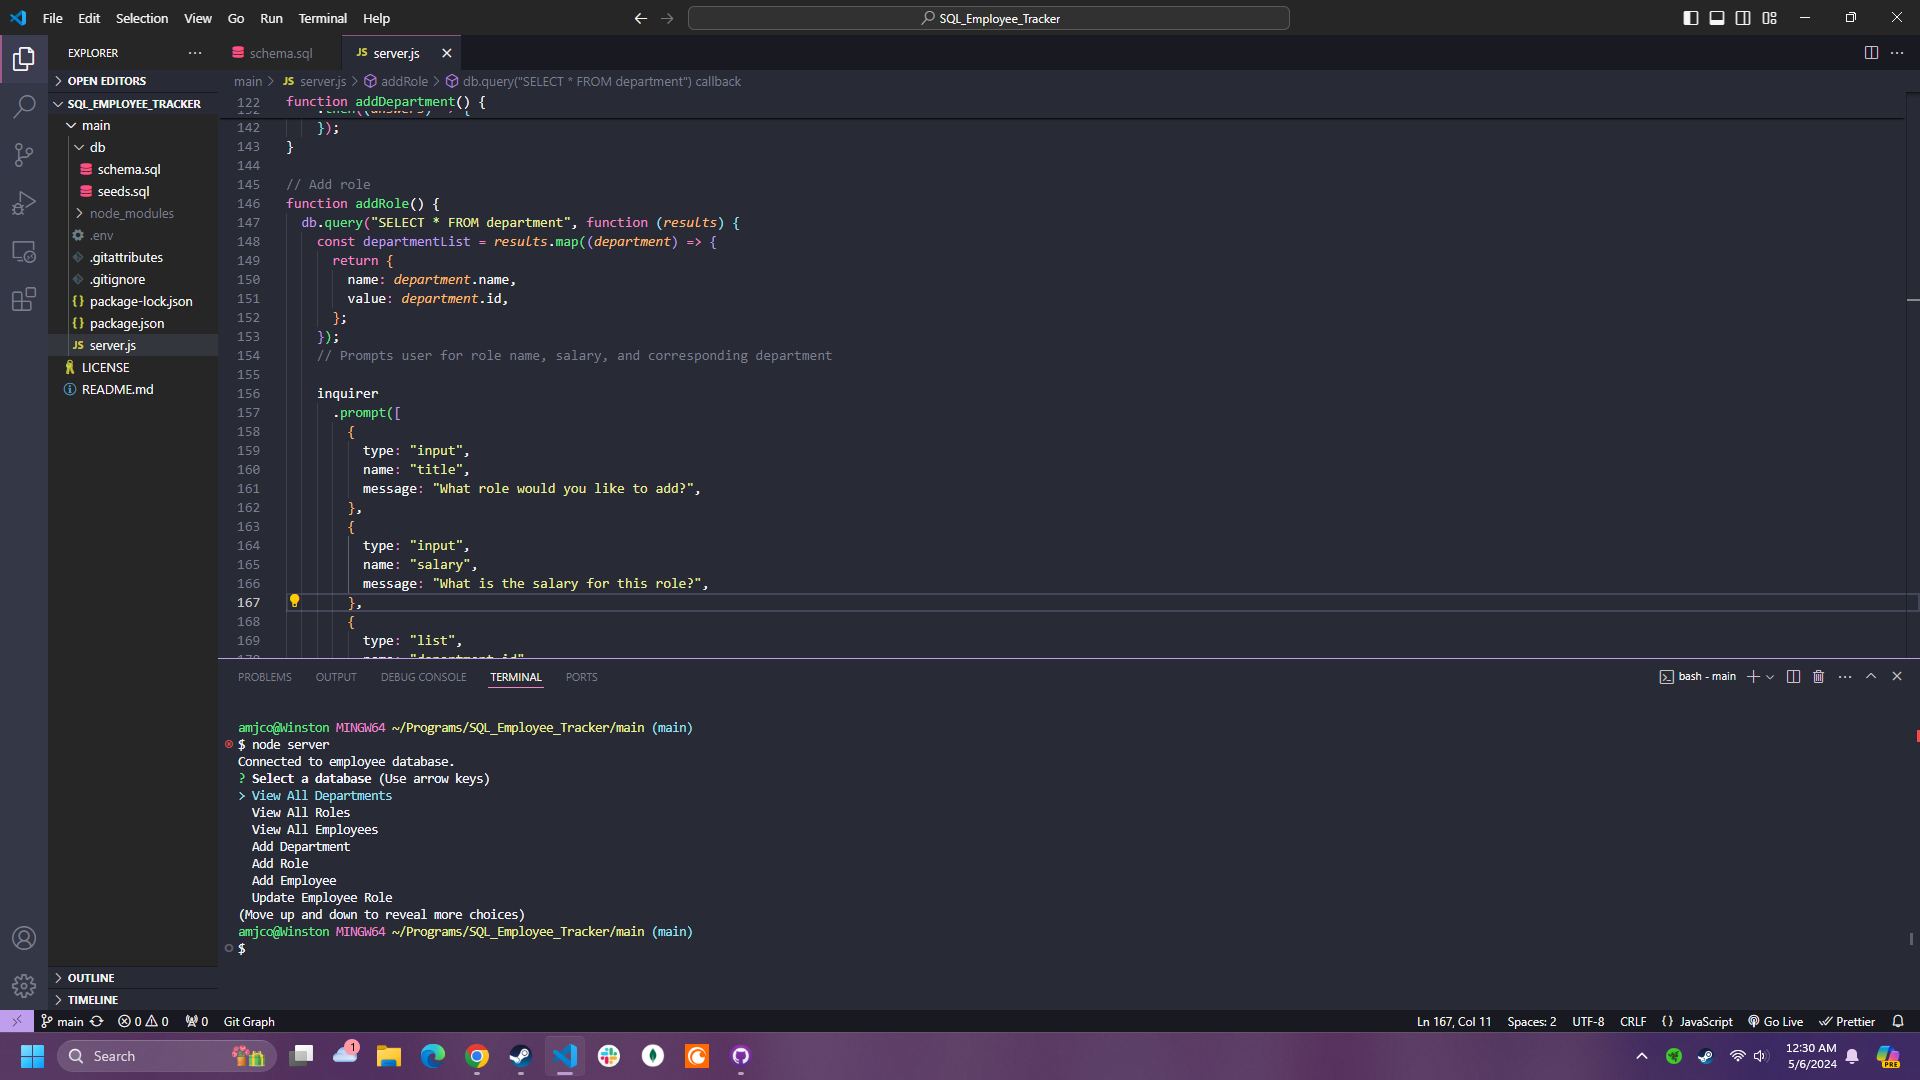 File Edit Selection View Go Run Terminal Help
SQL_Employee_Tracker
EXPLORER
schema.sql
JS server.js
OPEN EDITORS
main > JS server.js > addRole > db.query("SELECT * FROM department") callback
SQL_EMPLOYEE_TRACKER
main
db
schema.sql
seeds.sql
node_modules
.env
.gitattributes
.gitignore
{} package-lock.json
{} package.json
JS server.js
LICENSE
README.md
OUTLINE
TIMELINE
122 function addDepartment() {
132 .then((answers) => {
142 });
143 }
144
145 // Add role
146 function addRole() {
147 db.query("SELECT * FROM department", function (results) {
148 const departmentList = results.map((department) => {
149 return {
150 name: department.name,
151 value: department.id,
152 };
153 });
154 // Prompts user for role name, salary, and corresponding department
155
156 inquirer
157 .prompt([
158 {
159 type: "input",
160 name: "title",
161 message: "What role would you like to add?",
162 },
163 {
164 type: "input",
165 name: "salary",
166 message: "What is the salary for this role?",
167 },
168 {
169 type: "list",
170 name: "department_id",
PROBLEMS OUTPUT DEBUG CONSOLE TERMINAL PORTS
bash - main
amjco@Winston MINGW64 ~/Programs/SQL_Employee_Tracker/main (main)
$ node server
Connected to employee database.
? Select a database (Use arrow keys)
> View All Departments
View All Roles
View All Employees
Add Department
Add Role
Add Employee
Update Employee Role
(Move up and down to reveal more choices)
amjco@Winston MINGW64 ~/Programs/SQL_Employee_Tracker/main (main)
$
main 0 0 0 Git Graph
Ln 167, Col 11 Spaces: 2 UTF-8 CRLF {} JavaScript Go Live Prettier
Search
1
12:30 AM
5/6/2024
PRE